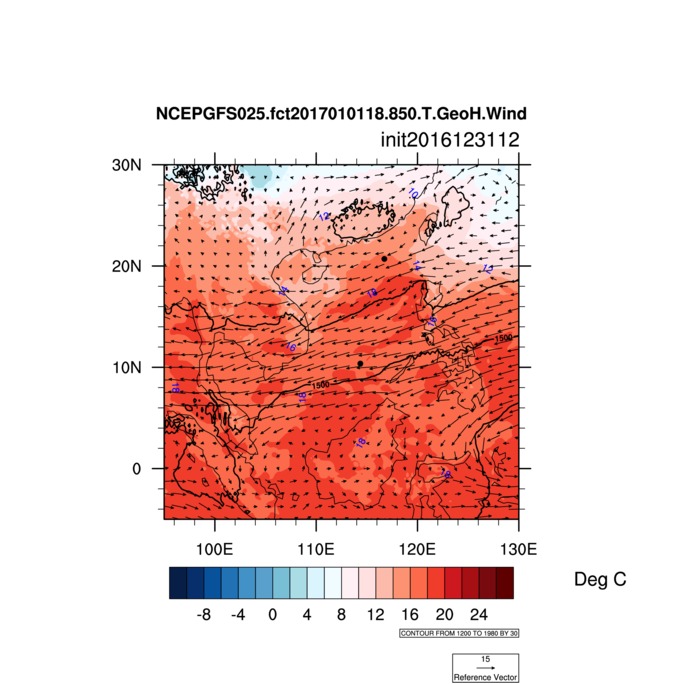 NCEPGFS025.fct2017010118.850.T.GeoH.Wind
init2016123112
30N
20N
10N
0
10
12
12
14
14
16
16
16
1500
1500
18
18
18
18
100E
110E
120E
130E
-8 -4 0 4 8 12 16 20 24
Deg C
CONTOUR FROM 1200 TO 1980 BY 30
15
Reference Vector